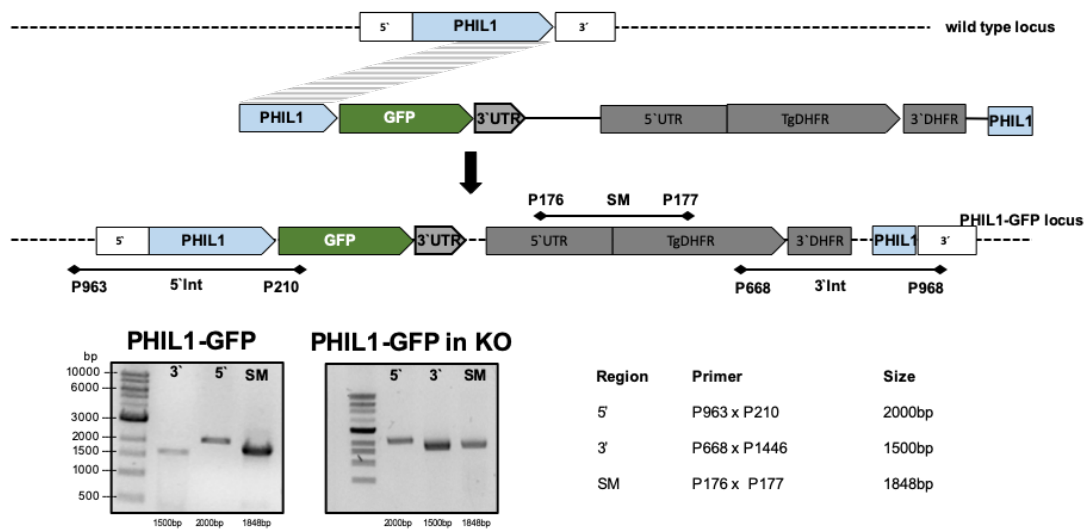 5` PHIL1 3´
wild type locus
PHIL1 GFP 3`UTR 5`UTR TgDHFR 3`DHFR PHIL1
P176 SM P177
PHIL1-GFP locus
5` PHIL1 GFP 3`UTR 5`UTR TgDHFR 3`DHFR PHIL1 3´
P963 5`Int P210
P668 3`Int P968
PHIL1-GFP
bp
3` 5` SM
10000
6000
3000
2000
1500
1000
500
1500bp 2000bp 1848bp
PHIL1-GFP in KO
5` 3` SM
2000bp 1500bp 1848bp
Region Primer Size
5' P963 x P210 2000bp
3' P668 x P1446 1500bp
SM P176 x P177 1848bp